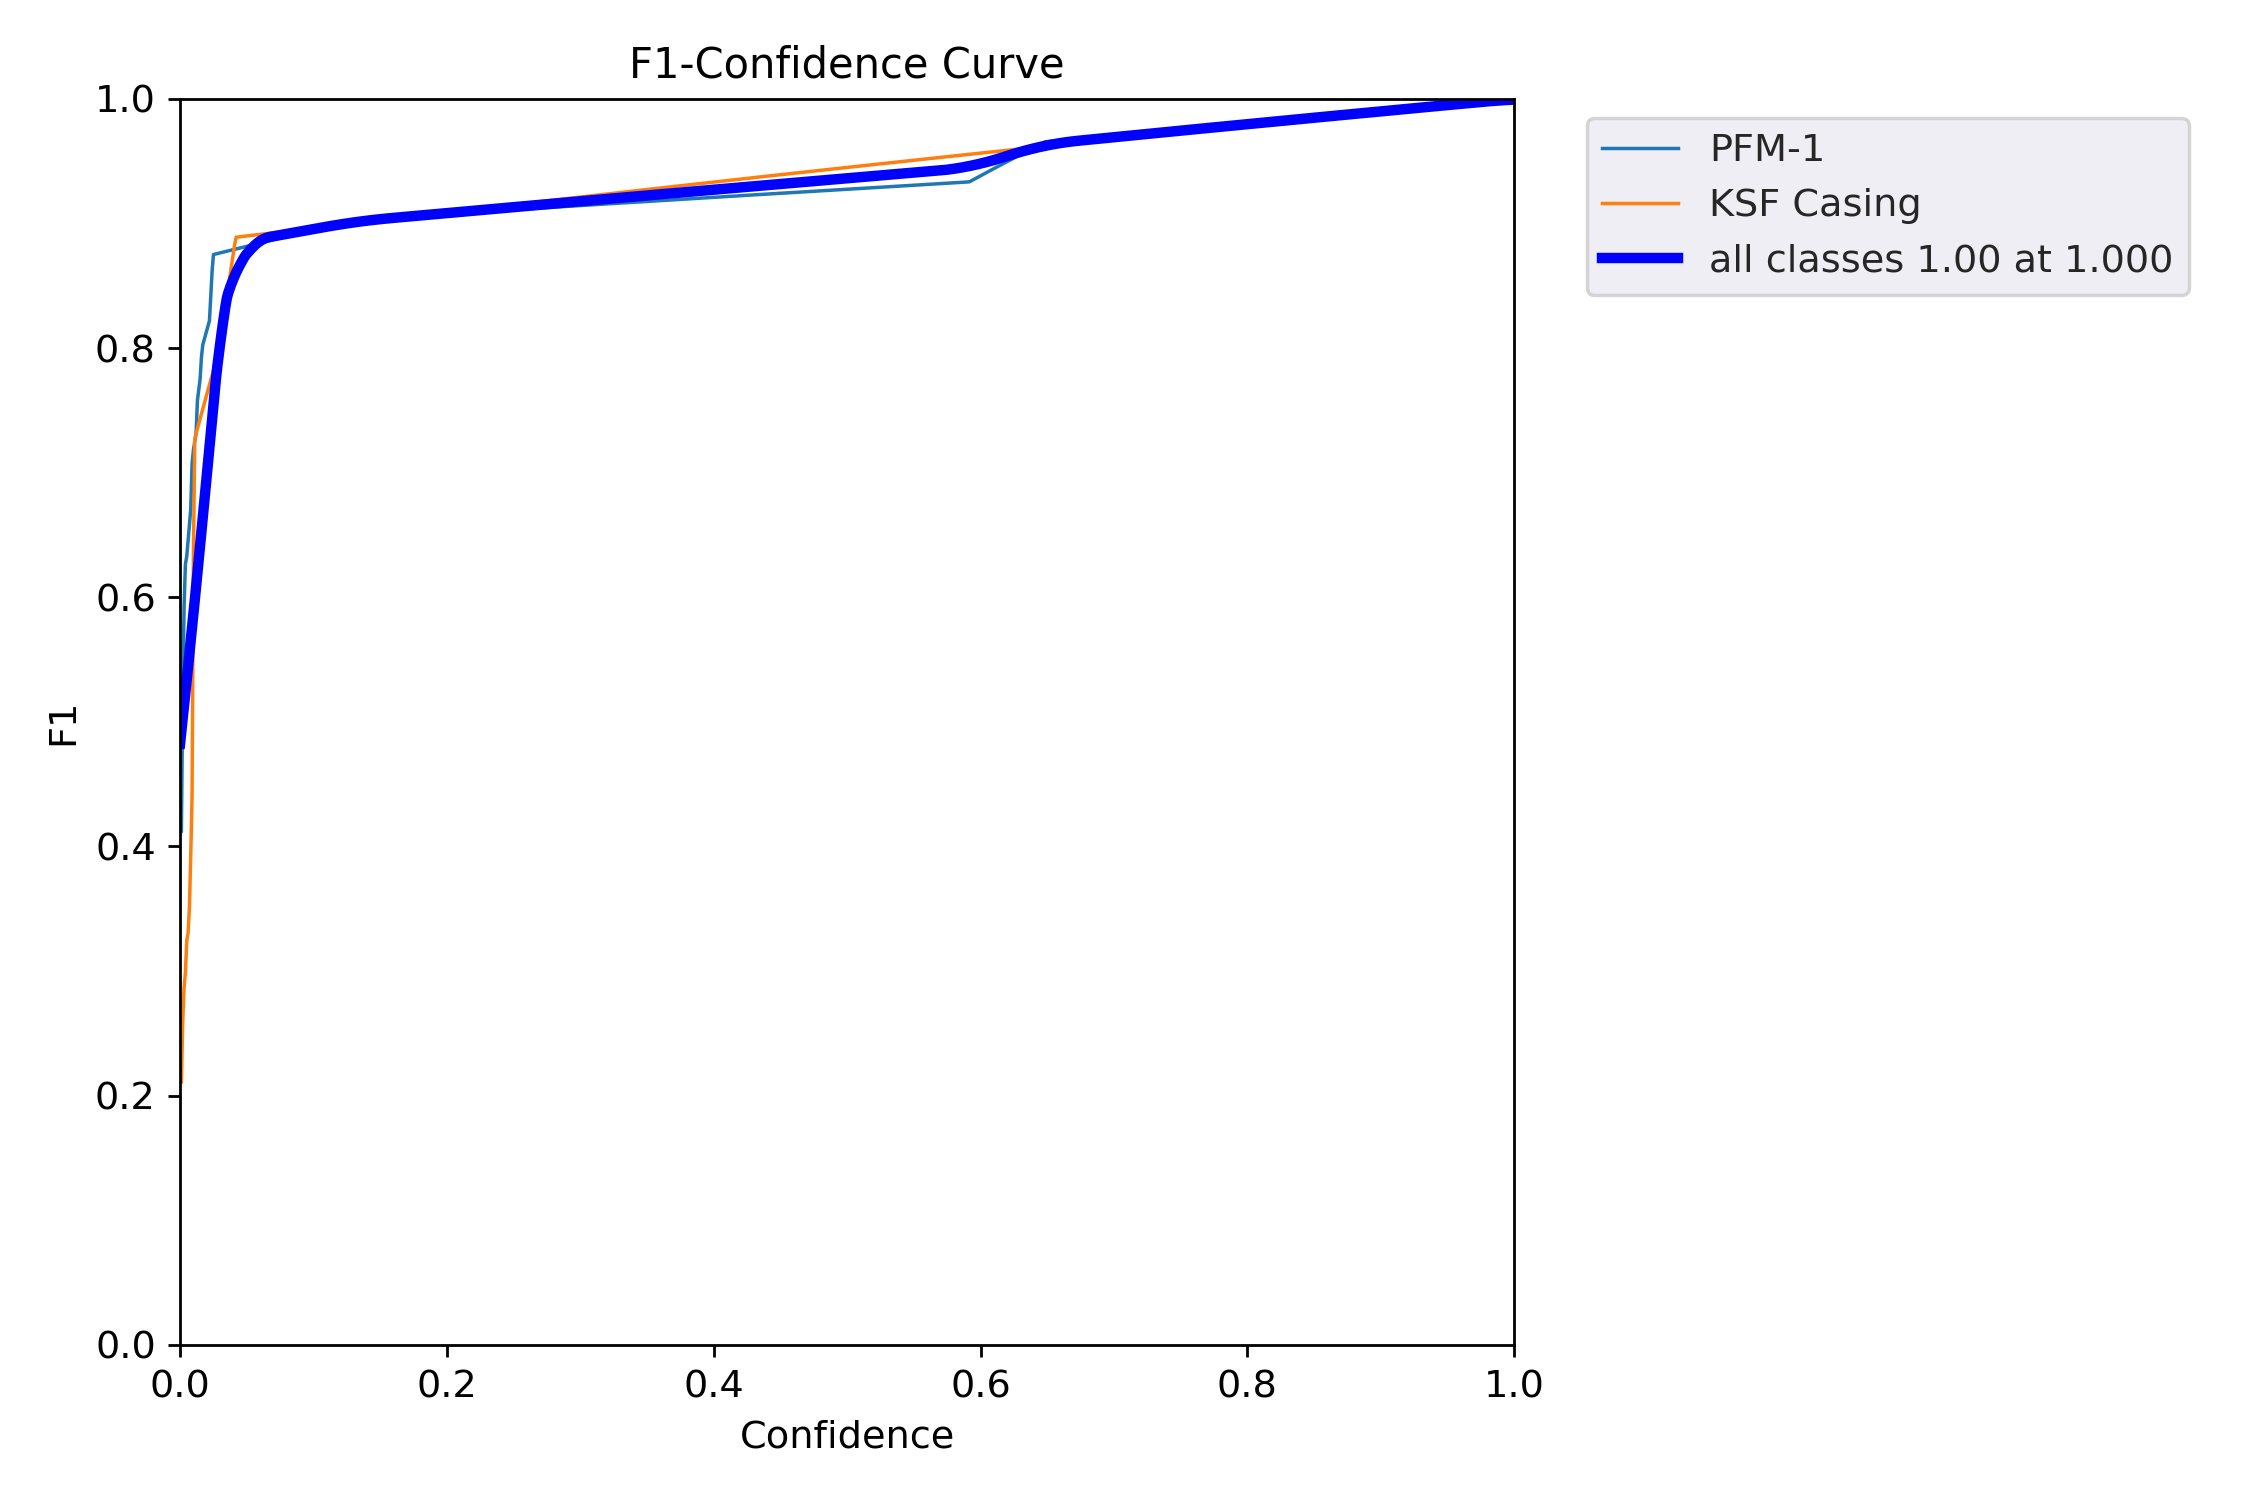 F1-Confidence Curve
1.0
0.8
0.6
0.4
0.2
0.0
F1
0.0 0.2 0.4 0.6 0.8 1.0
Confidence
PFM-1
KSF Casing
all classes 1.00 at 1.000